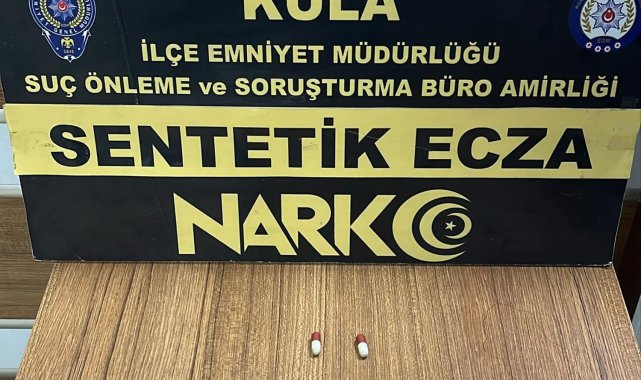 KULA
İLÇE EMNİYET MÜDÜRLÜĞÜ
SUÇ ÖNLEME ve SORUŞTURMA BÜRO AMİRLİĞİ
SENTETİK ECZA
NARKO